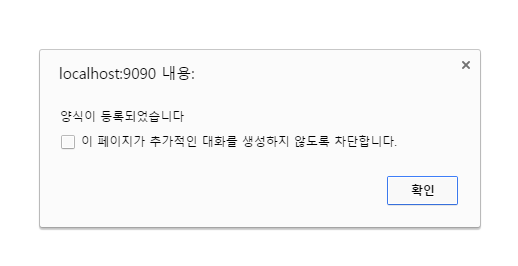 localhost:9090 내용:
양식이 등록되었습니다
이 페이지가 추가적인 대화를 생성하지 않도록 차단합니다.
확인